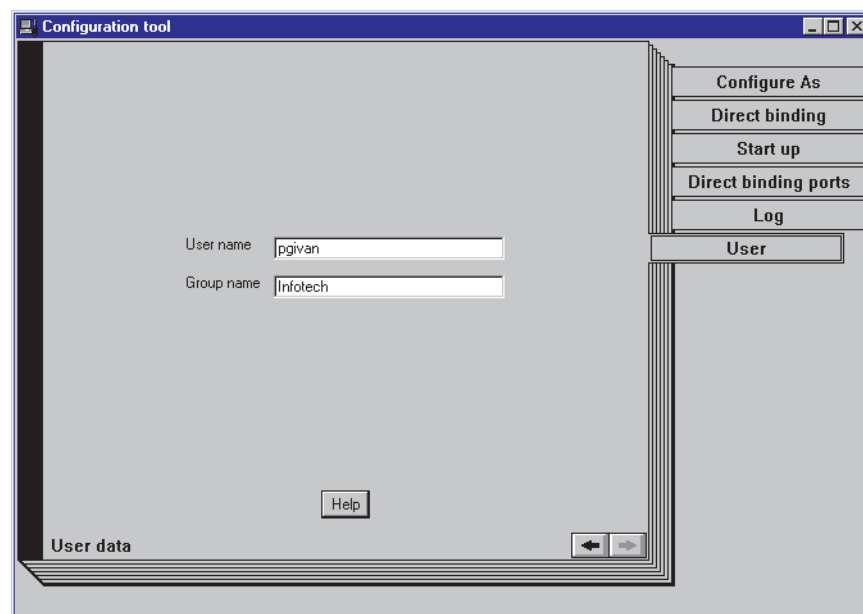 Configuration tool
Configure As
Direct binding
Start up
Direct binding ports
Log
User
User name pgivan
Group name Infotech
Help
User data